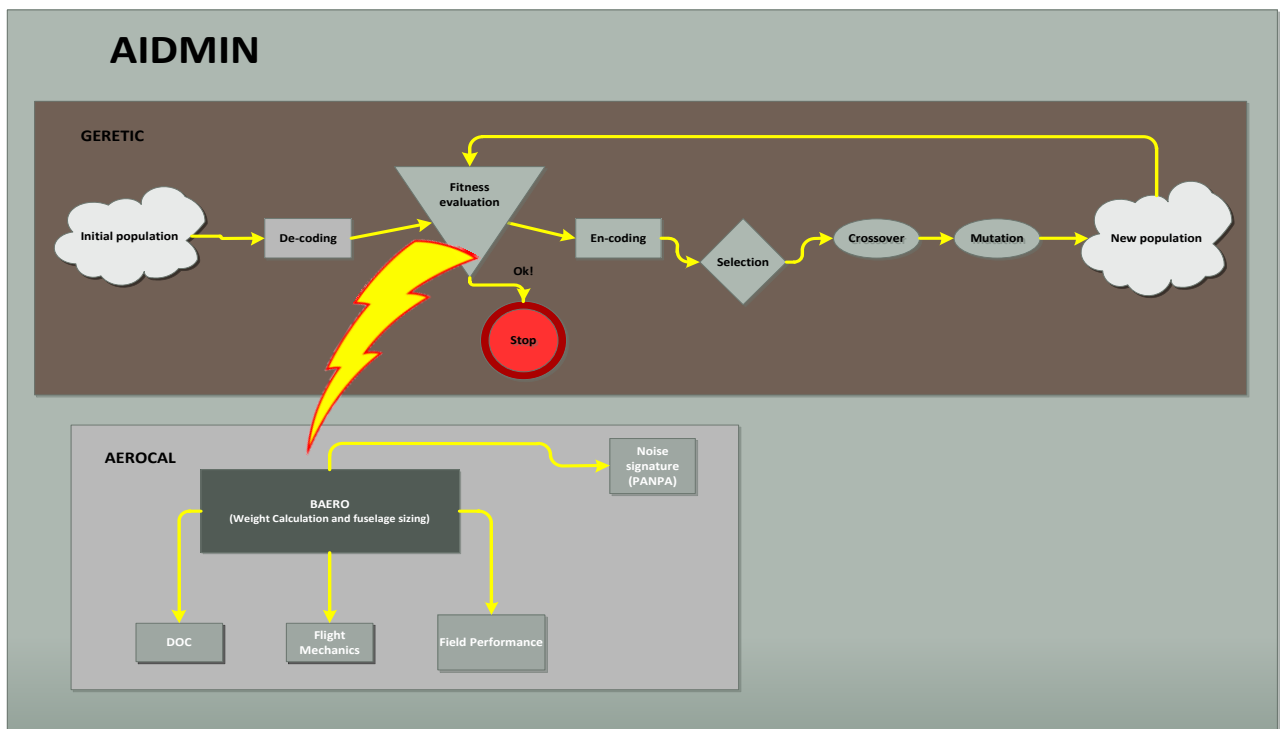 AIDMIN
GERETIC
Initial population
De-coding
Fitness
evaluation
En-coding
Selection
Crossover
Mutation
New population
Ok!
Stop
AEROCAL
BAERO
(Weight Calculation and fuselage sizing)
Noise
signature
(PANPA)
DOC
Flight
Mechanics
Field Performance